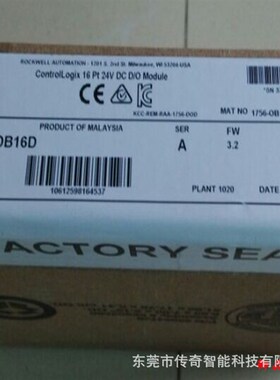 ROCKWELL AUTOMATION - 1201 S. 2nd St. Milwaukee, WI 53204 USA
ControlLogix 16 Pt 24V DC D/O Module
KCC-REM-RAA-1756-DOD
MAT NO 1756-OB
PRODUCT OF MALAYSIA
SER
FW
OB16D
A
3.2
10612598164537
PLANT 1020
DATE
FACTORY SEA
东莞市传奇智能科技有限